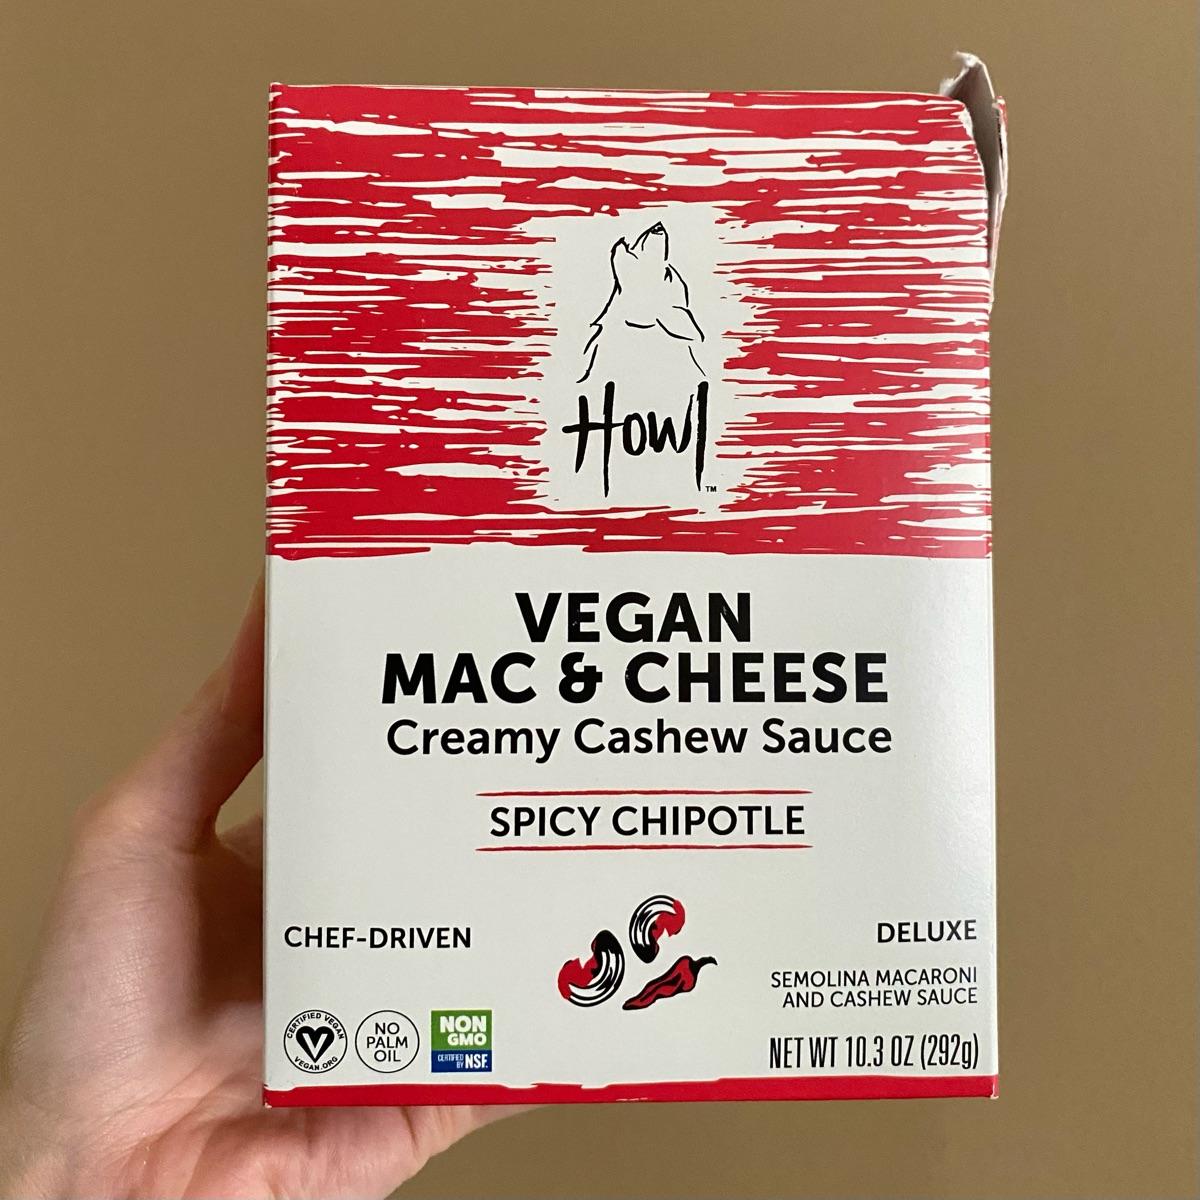 Howl
™
VEGAN
MAC & CHEESE
Creamy Cashew Sauce
SPICY CHIPOTLE
CHEF-DRIVEN
DELUXE
SEMOLINA MACARONI
AND CASHEW SAUCE
CERTIFIED VEGAN
VEGAN.ORG
NO
PALM
OIL
NON
GMO
CERTIFIED
BY NSF.
NET WT 10.3 OZ (292g)